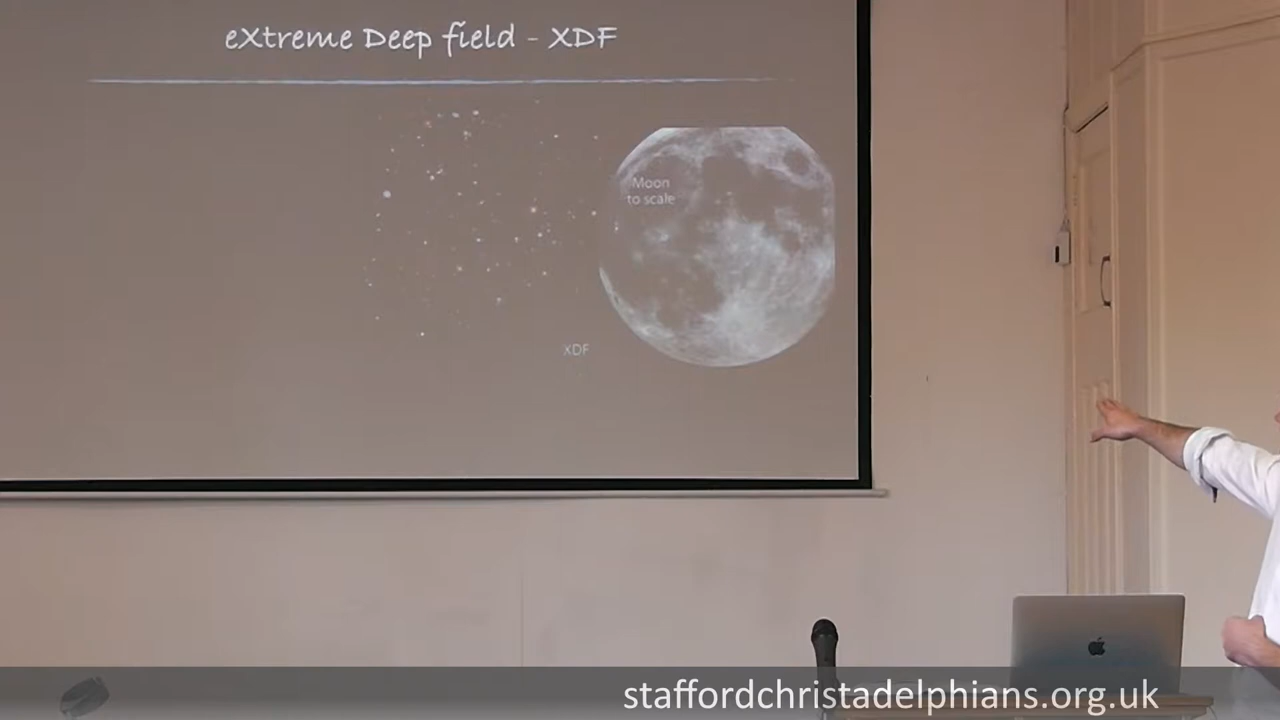 eXtreme Deep field - XDF
Moon
to scale
XDF
staffordchristadelphians.org.uk